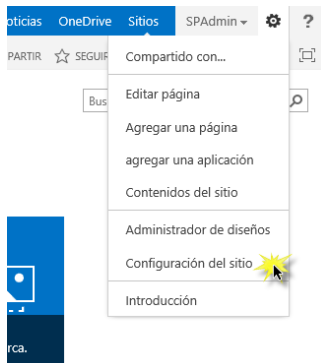 oticias OneDrive Sitios SPAdmin ?
PARTIR SEGUIR
Compartido con...
Bus
Editar página
Agregar una página
agregar una aplicación
Contenidos del sitio
Administrador de diseños
Configuración del sitio
Introducción
rca.